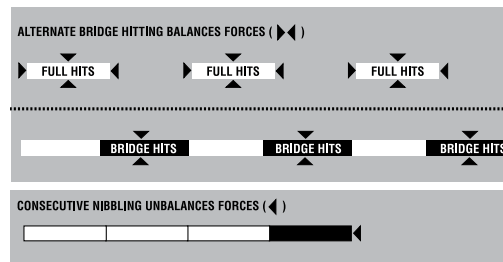 ALTERNATE BRIDGE HITTING BALANCES FORCES ( )
FULL HITS FULL HITS FULL HITS
BRIDGE HITS BRIDGE HITS BRIDGE HITS
CONSECUTIVE NIBBLING UNBALANCES FORCES ( )